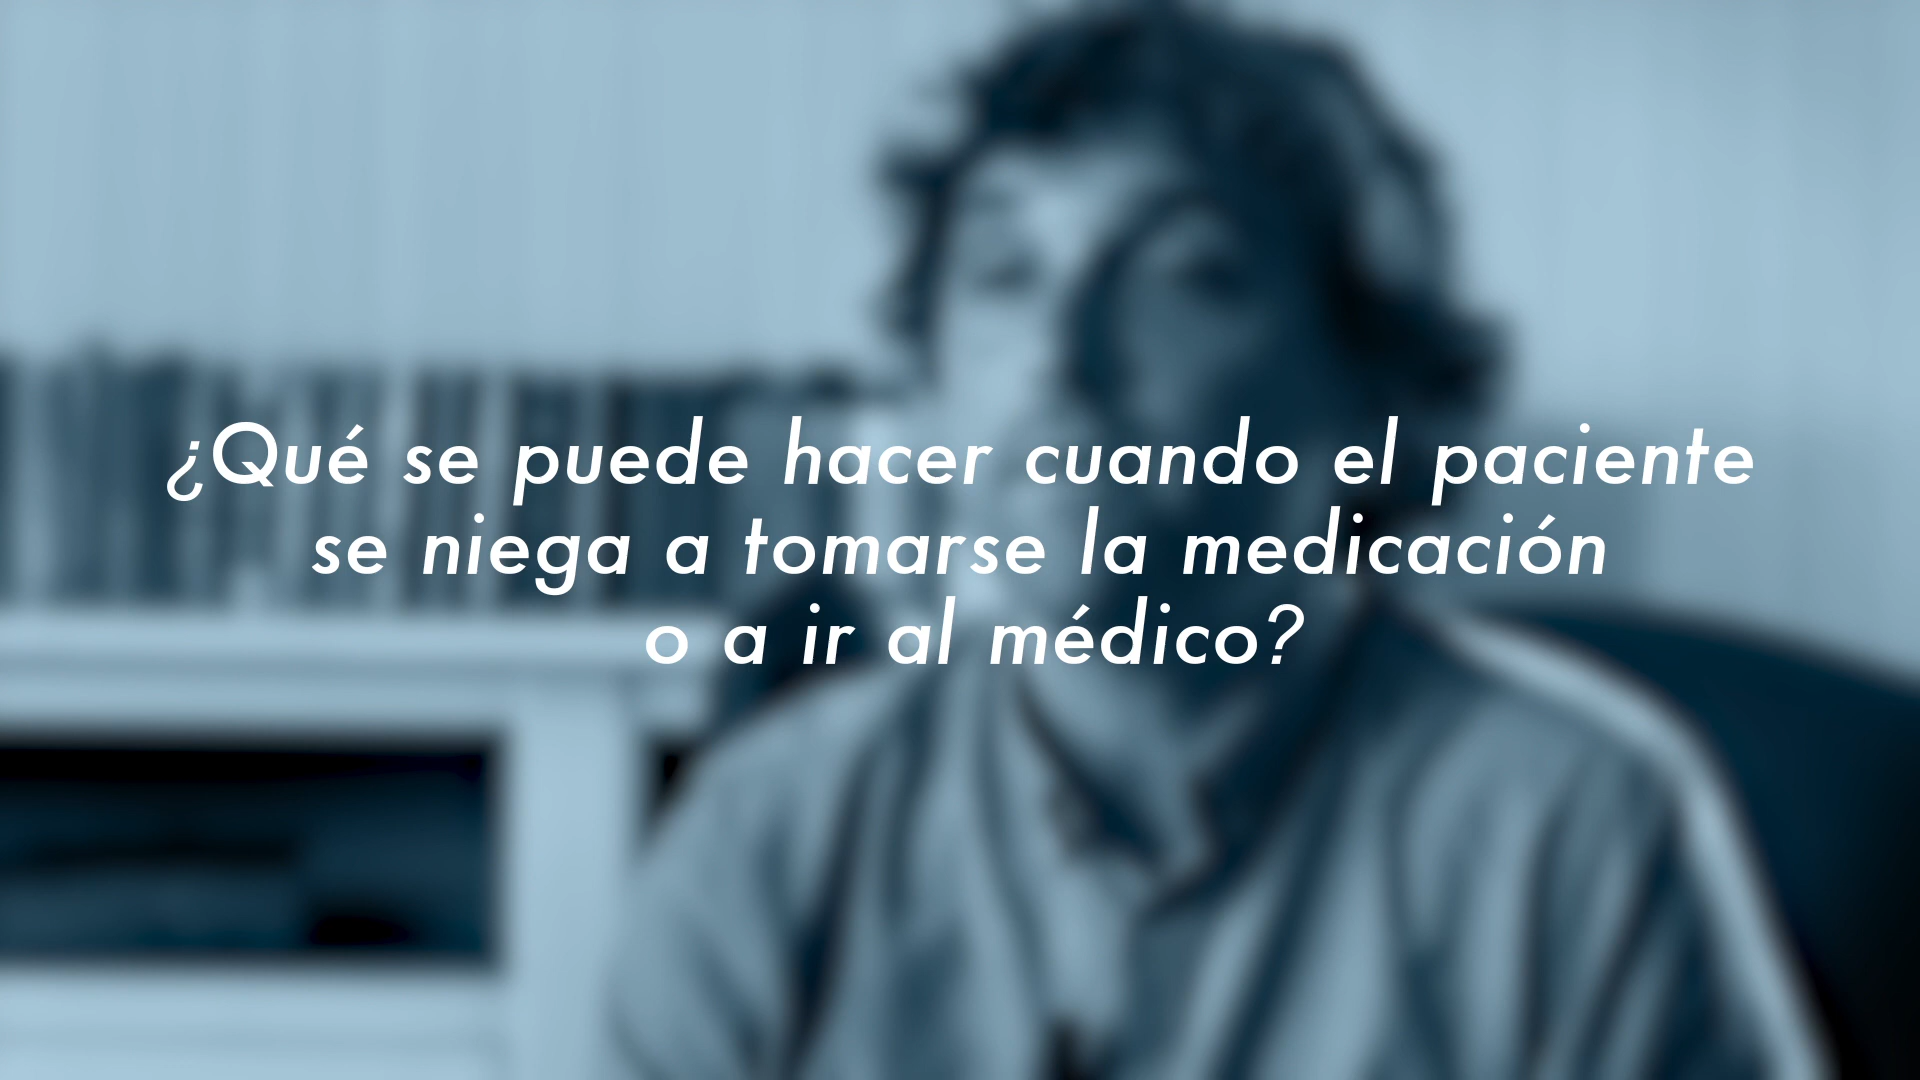 ¿Qué se puede hacer cuando el paciente
se niega a tomarse la medicación
o a ir al médico?